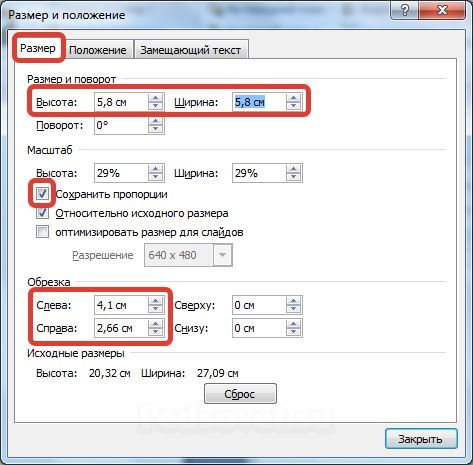 Размер и положение
Размер Положение Замещающий текст
Размер и поворот
Высота: 5,8 см Ширина: 5,8 см
Поворот: 0°
Масштаб
Высота: 29% Ширина: 29%
Сохранить пропорции
Относительно исходного размера
оптимизировать размер для слайдов
Разрешение 640 x 480
Обрезка
Слева: 4,1 см Сверху: 0 см
Справа: 2,66 см Снизу: 0 см
Исходные размеры
Высота: 20,32 см Ширина: 27,09 см
Сброс
Pedsovet.su
Закрыть